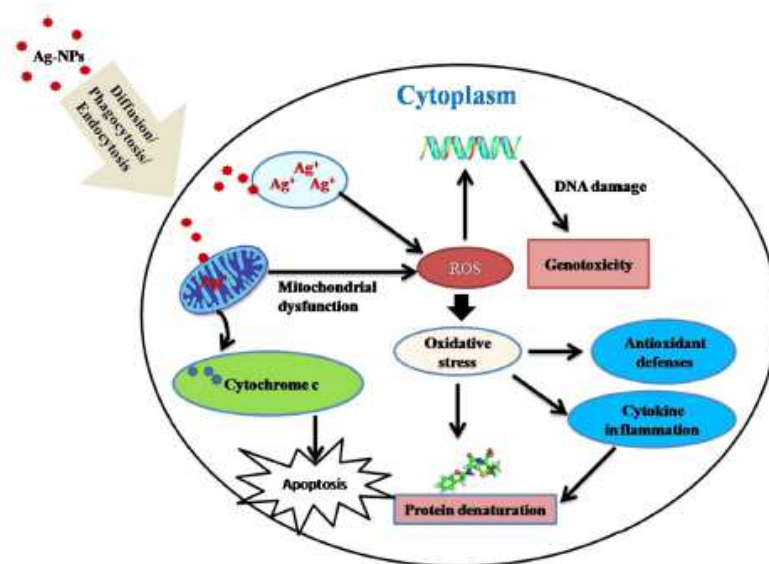 Ag-NPs
Diffusion/
Phagocytosis/
Endocytosis
Cytoplasm
Ag+
Ag+ Ag+
DNA damage
ROS
Genotoxicity
Mitochondrial
dysfunction
Oxidative
stress
Antioxidant
defenses
Cytochrome c
Cytokine
inflammation
Apoptosis
Protein denaturation